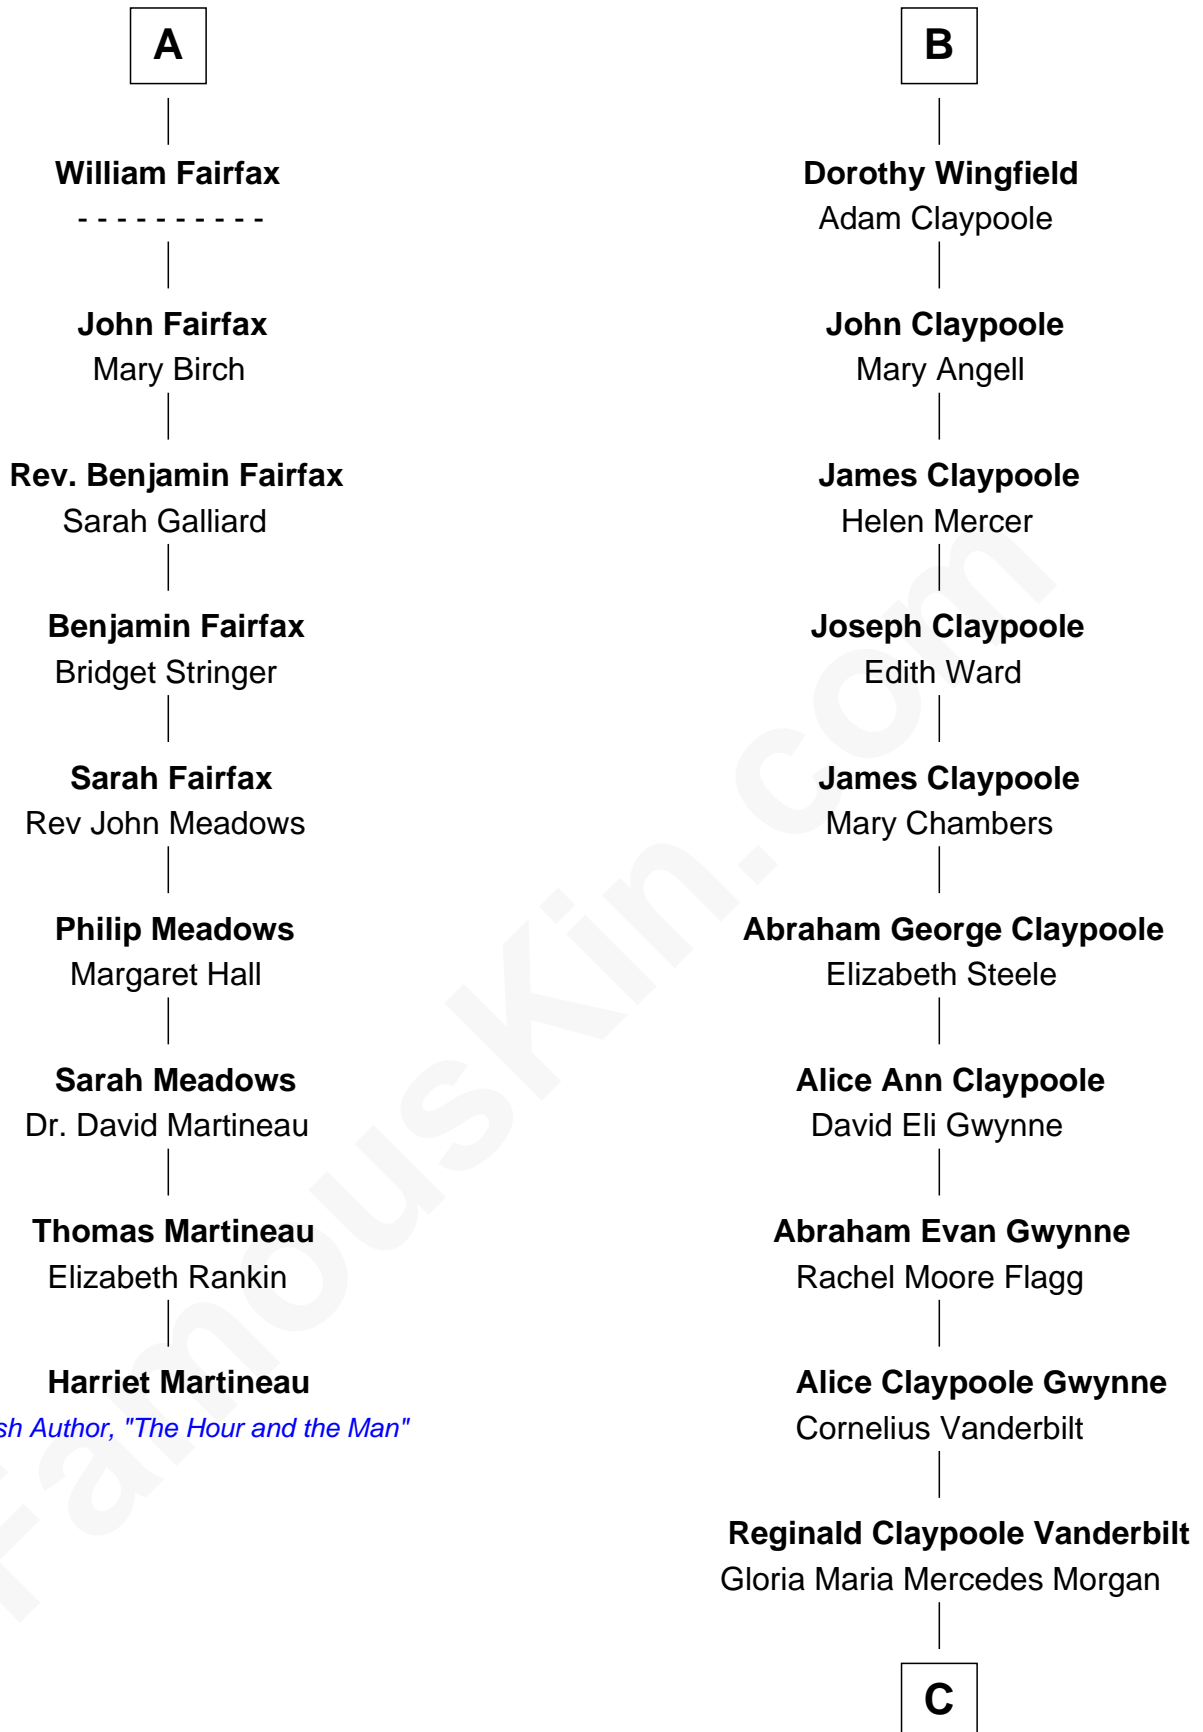 A
William Fairfax
- - - - - - - - - -
John Fairfax
Mary Birch
Rev. Benjamin Fairfax
Sarah Galliard
Benjamin Fairfax
Bridget Stringer
Sarah Fairfax
Rev John Meadows
Philip Meadows
Margaret Hall
Sarah Meadows
Dr. David Martineau
Thomas Martineau
Elizabeth Rankin
Harriet Martineau
sh Author, "The Hour and the Man"
B
Dorothy Wingfield
Adam Claypoole
John Claypoole
Mary Angell
James Claypoole
Helen Mercer
Joseph Claypoole
Edith Ward
James Claypoole
Mary Chambers
Abraham George Claypoole
Elizabeth Steele
Alice Ann Claypoole
David Eli Gwynne
Abraham Evan Gwynne
Rachel Moore Flagg
Alice Claypoole Gwynne
Cornelius Vanderbilt
Reginald Claypoole Vanderbilt
Gloria Maria Mercedes Morgan
C
FamousKin.com